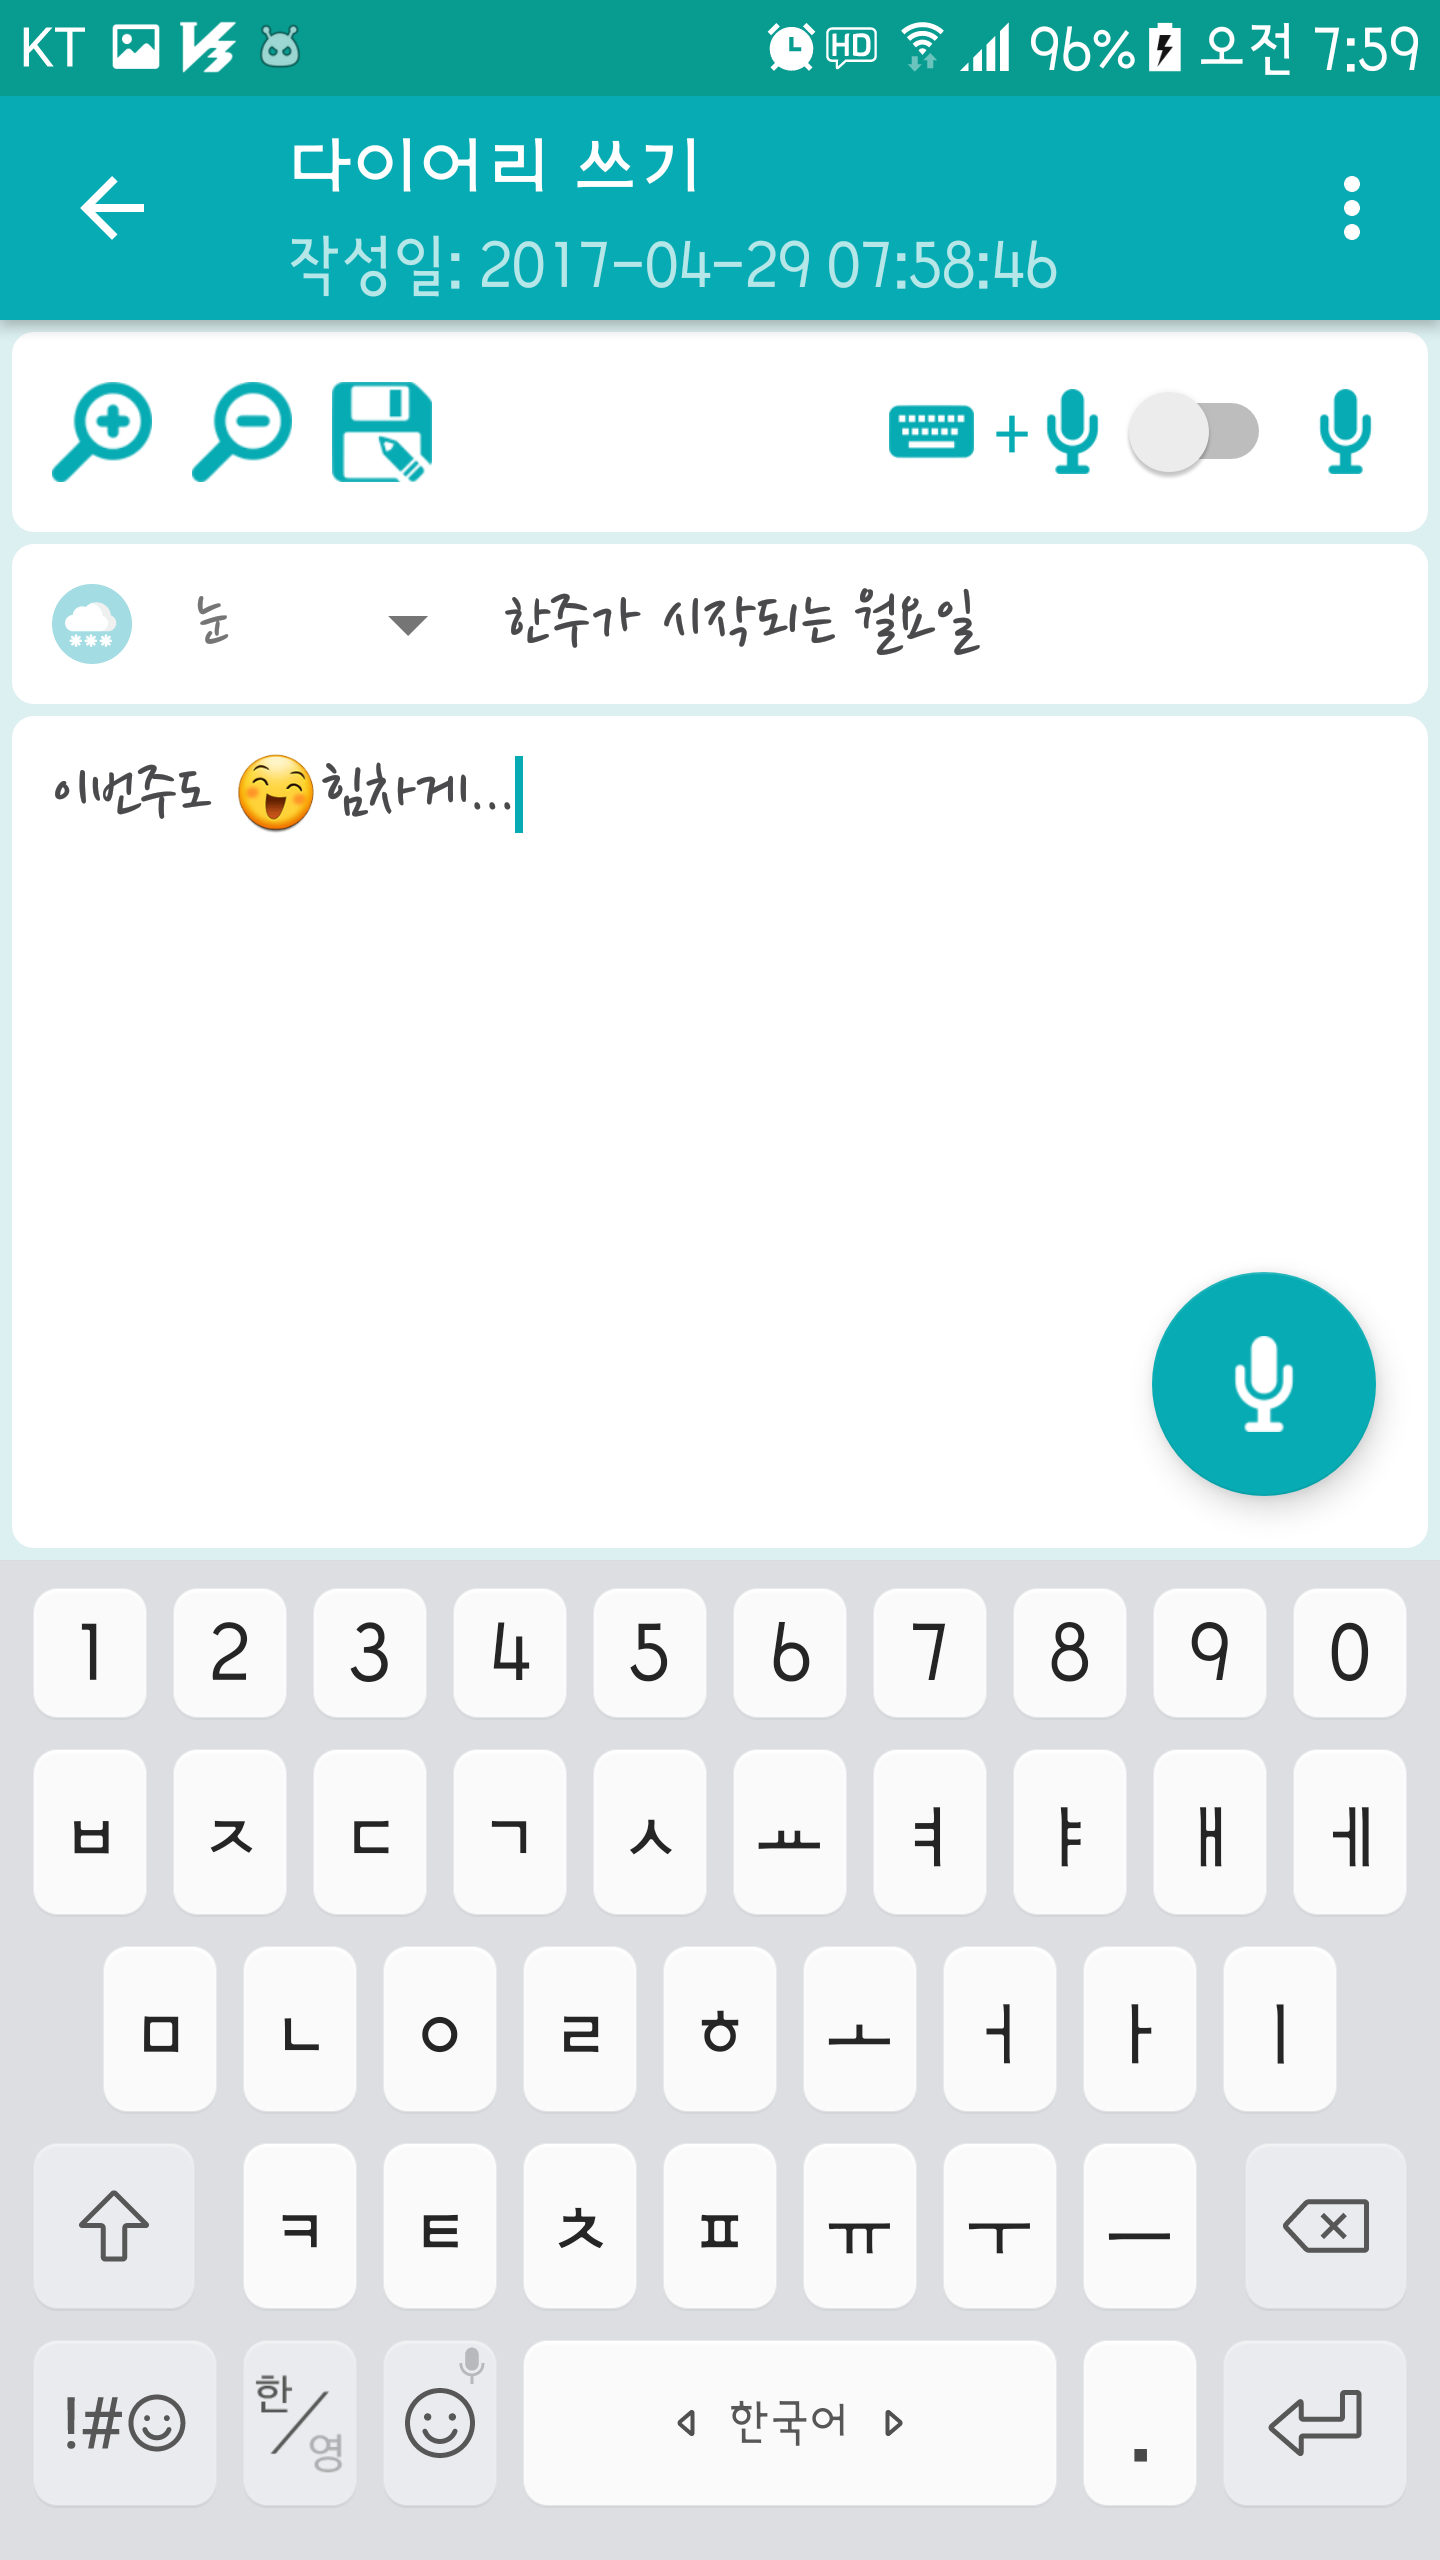 KT HD 96% 오전 7:59
다이어리 쓰기
작성일: 2017-04-29 07:58:46
+
눈 한주가 시작되는 월요일
이번주도 😄힘차게...
1 2 3 4 5 6 7 8 9 0
ㅂ ㅈ ㄷ ㄱ ㅅ ㅛ ㅕ ㅑ ㅐ ㅔ
ㅁ ㄴ ㅇ ㄹ ㅎ ㅗ ㅓ ㅏ ㅣ
ㅋ ㅌ ㅊ ㅍ ㅠ ㅜ ㅡ
!#☺ 한/영 한국어 .